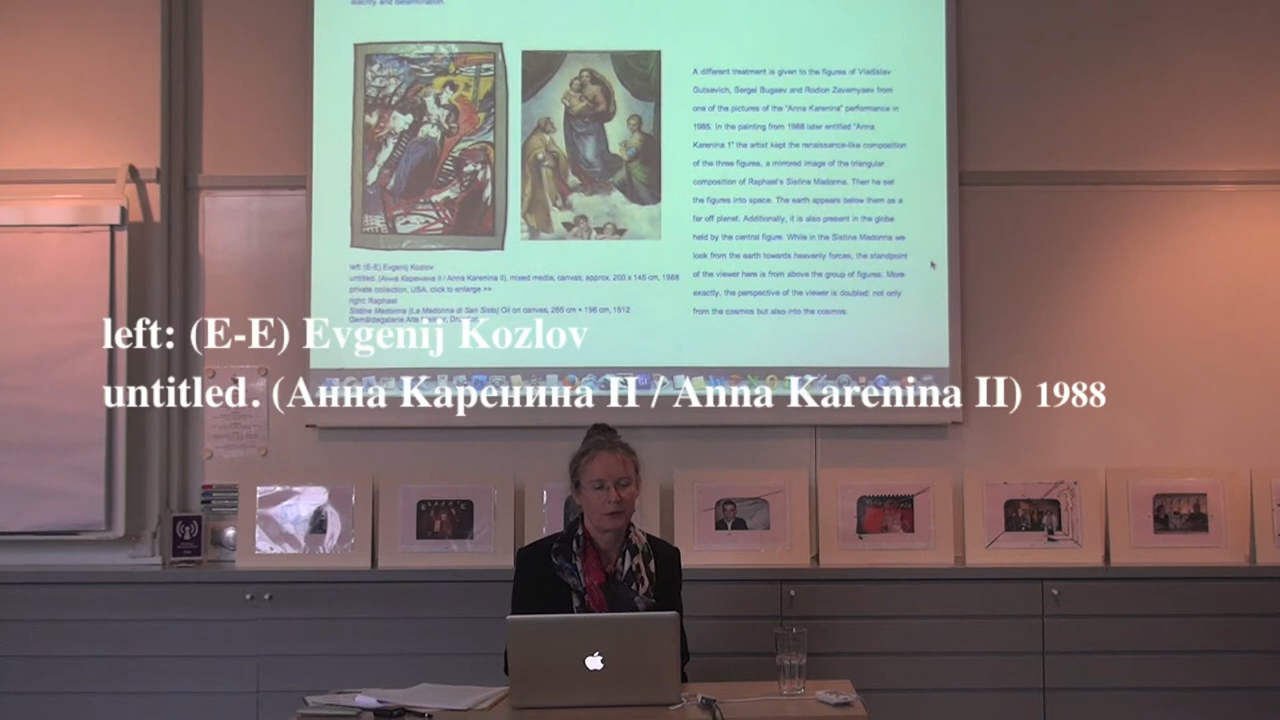 alacrity and determination.
A different treatment is given to the figures of Vladislav
Gutsevich, Sergei Bugaev and Rodion Zavernyaev from
one of the pictures of the "Anna Karenina" performance in
1985. In the painting from 1988 later entitled "Anna
Karenina 1" the artist kept the renaissance-like composition
of the three figures, a mirrored image of the triangular
composition of Raphael's Sistine Madonna. Then he set
the figures into space. The earth appears below them as a
far off planet. Additionally, it is also present in the globe
held by the central figure. While in the Sistine Madonna we
look from the earth towards heavenly forces, the standpoint
of the viewer here is from above the group of figures. More
exactly, the perspective of the viewer is doubled: not only
from the cosmos but also into the cosmos.
left: (E-E) Evgenij Kozlov
untitled. (Анна Каренина II / Anna Karenina II), mixed media, canvas; approx. 200 x 145 cm, 1988
private collection, USA, click to enlarge >>
right: Raphael
Sistine Madonna (La Madonna di San Sisto) Oil on canvas; 265 cm × 196 cm, 1512
Gemäldegalerie Alte Meister, Dresden
left: (E-E) Evgenij Kozlov
untitled. (Анна Каренина II / Anna Karenina II) 1988